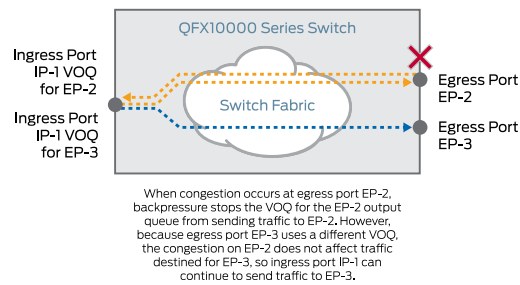 QFX10000 Series Switch
Ingress Port
IP-1 VOQ
for EP-2
Ingress Port
IP-1 VOQ
for EP-3
Switch Fabric
Egress Port
EP-2
Egress Port
EP-3
When congestion occurs at egress port EP-2,
backpressure stops the VOQ for the EP-2 output
queue from sending traffic to EP-2. However,
because egress port EP-3 uses a different VOQ,
the congestion on EP-2 does not affect traffic
destined for EP-3, so ingress port IP-1 can
continue to send traffic to EP-3.